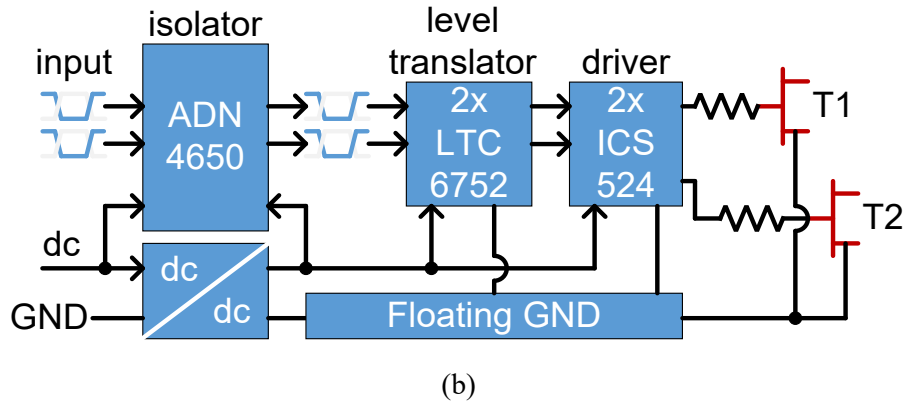 isolator
level
translator
driver
input
ADN
4650
2x
LTC
6752
2x
ICS
524
T1
T2
dc
dc
dc
GND
Floating GND
(b)